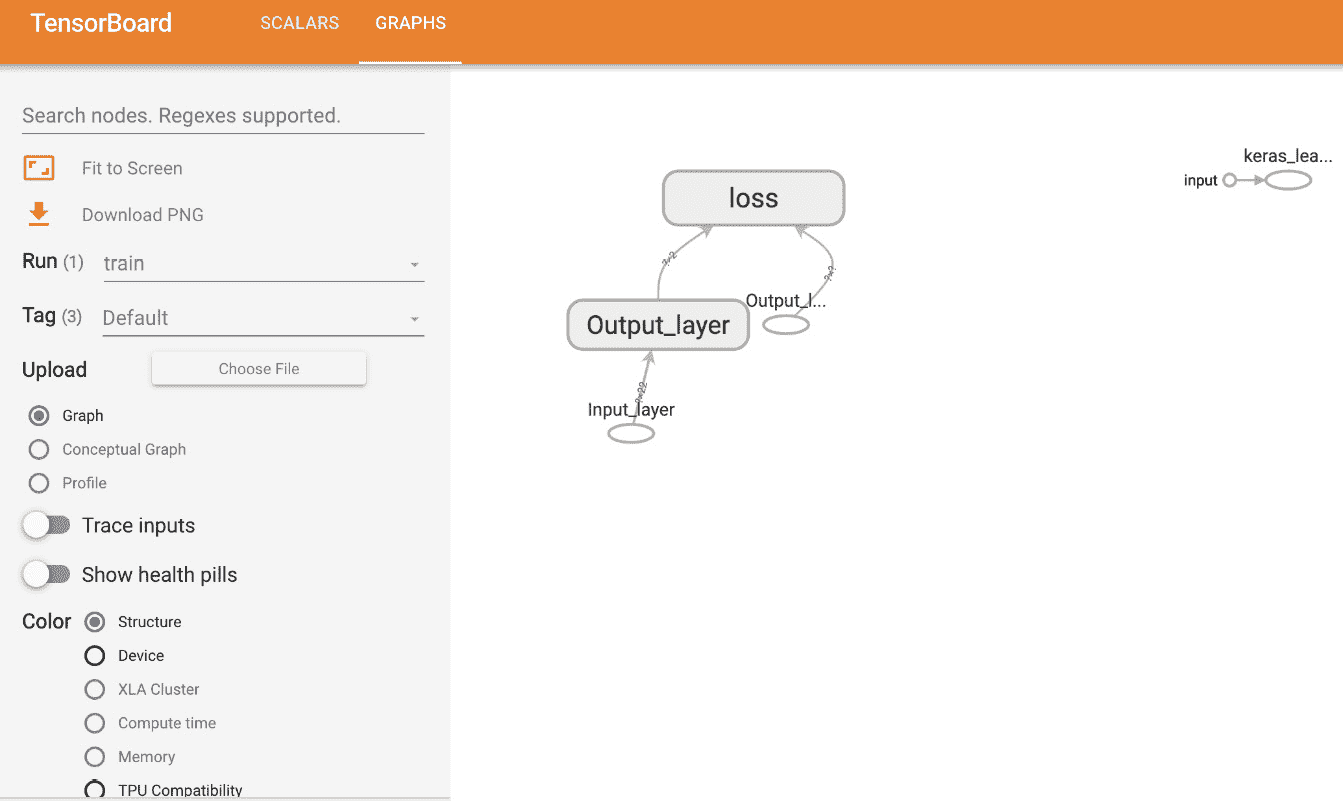 TensorBoard SCALARS GRAPHS
Search nodes. Regexes supported.
Fit to Screen
Download PNG
Run (1) train
Tag (3) Default
Upload Choose File
Graph
Conceptual Graph
Profile
Trace inputs
Show health pills
Color Structure
Device
XLA Cluster
Compute time
Memory
TPU Compatibility
keras_lea...
input
loss
?×2
?×?
Output_l...
Output_layer
?×22
Input_layer